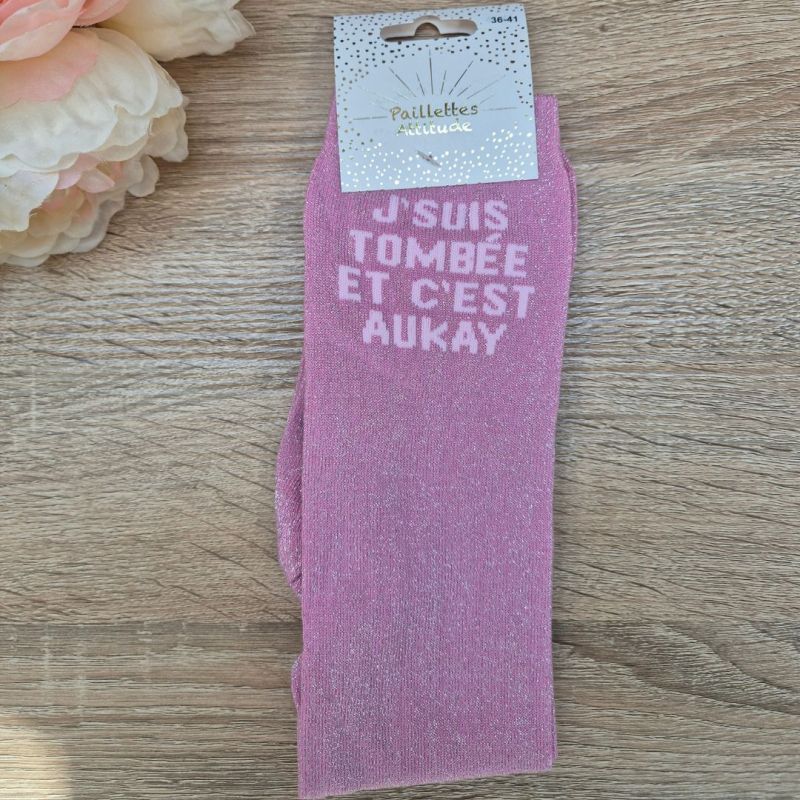 36-41
Paillettes
Attitude
J'SUIS
TOMBÉE
ET C'EST
AUKAY